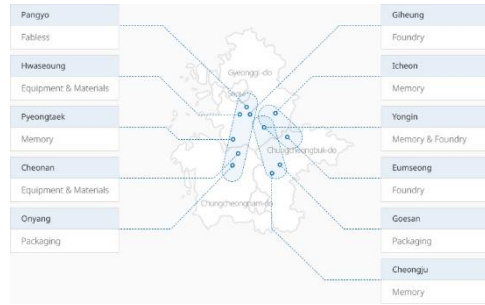 Pangyo
Fabless
Hwaseoung
Equipment & Materials
Pyeongtaek
Memory
Cheonan
Equipment & Materials
Onyang
Packaging
Gyeonggi-do
Chungcheongbuk-do
Chungcheongnam-do
Giheung
Foundry
Icheon
Memory
Yongin
Memory & Foundry
Eumseong
Foundry
Goesan
Packaging
Cheongju
Memory